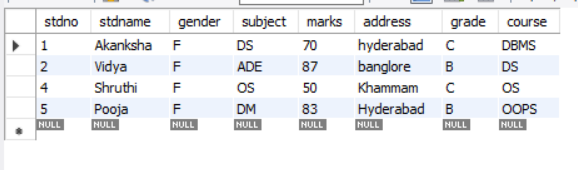 stdno stdname gender subject marks address grade course
1 Akanksha F DS 70 hyderabad C DBMS
2 Vidya F ADE 87 banglore B DS
4 Shruthi F OS 50 Khammam C OS
5 Pooja F DM 83 Hyderabad B OOPS
NULL NULL NULL NULL NULL NULL NULL NULL